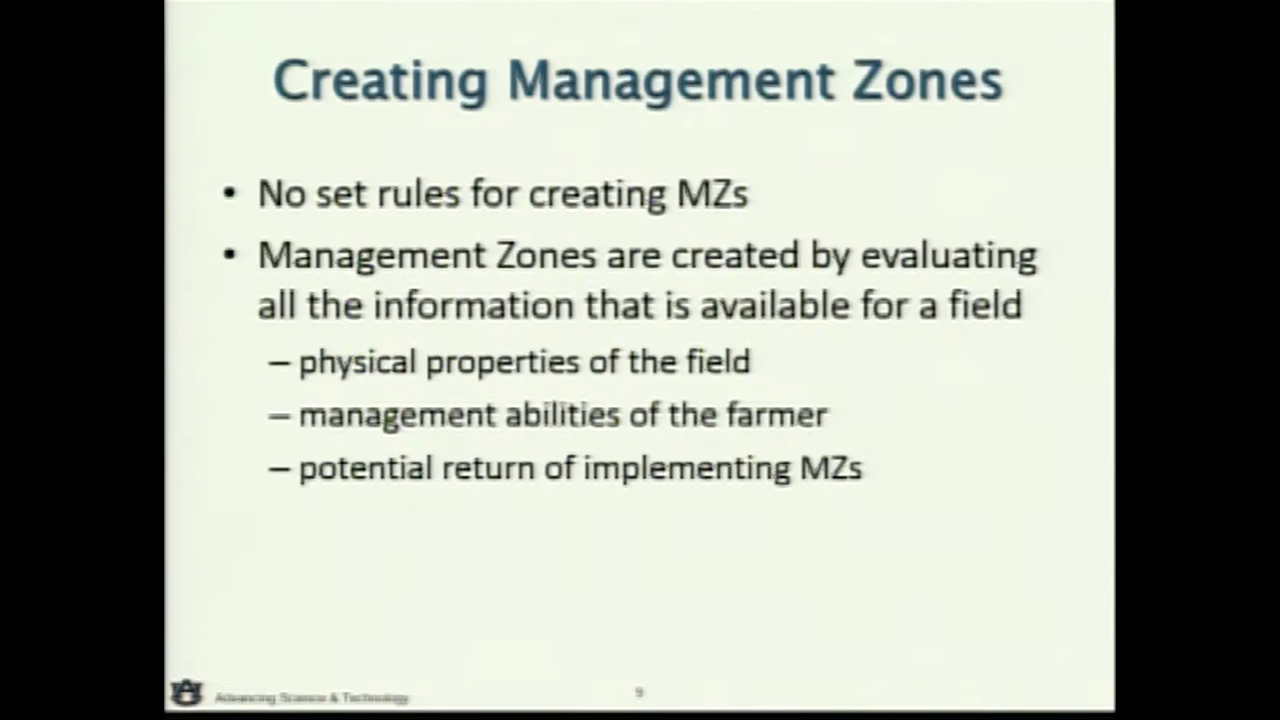 Creating Management Zones
• No set rules for creating MZs
• Management Zones are created by evaluating
all the information that is available for a field
– physical properties of the field
– management abilities of the farmer
– potential return of implementing MZs
Advancing Science & Technology
9